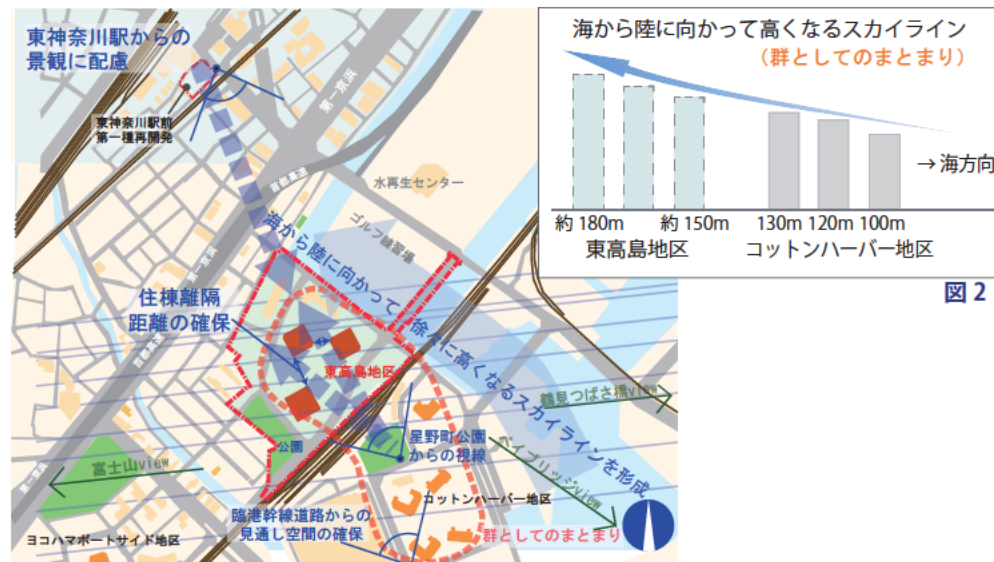 東神奈川駅からの
景観に配慮
東神奈川駅前
第一種再開発
第一京浜
首都高速
水再生センター
ゴルフ練習場
海から陸に向かって、徐々に高くなるスカイラインを形成
住棟離隔
距離の確保
東高島地区
公園
星野町公園
からの視線
富士山view
鶴見つばさ橋view
ベイブリッジview
臨港幹線道路からの
見通し空間の確保
コットンハーバー地区
群としてのまとまり
ヨコハマポートサイド地区
海から陸に向かって高くなるスカイライン
(群としてのまとまり)
→海方向
約180m 約150m 130m 120m 100m
東高島地区 コットンハーバー地区
図2